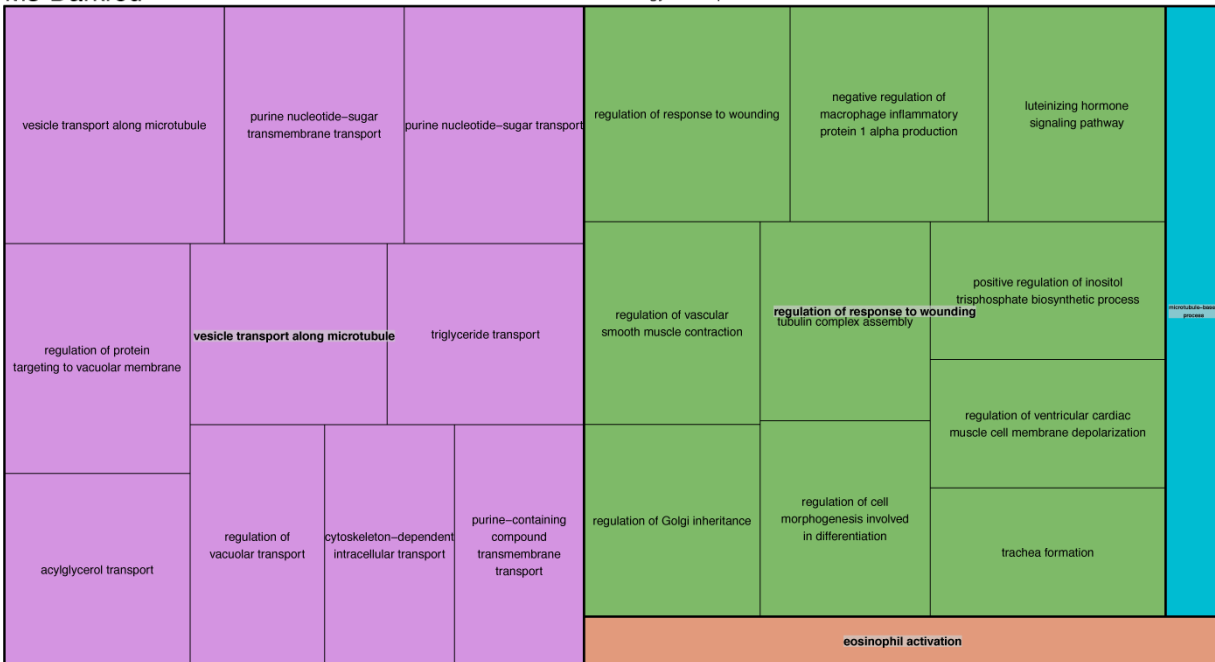 vesicle transport along microtubule
purine nucleotide−sugar
transmembrane transport
purine nucleotide−sugar transport
regulation of response to wounding
negative regulation of
macrophage inflammatory
protein 1 alpha production
luteinizing hormone
signaling pathway
regulation of protein
targeting to vacuolar membrane
vesicle transport along microtubule
triglyceride transport
regulation of vascular
smooth muscle contraction
regulation of response to wounding
tubulin complex assembly
positive regulation of inositol
trisphosphate biosynthetic process
microtubule−based
process
regulation of ventricular cardiac
muscle cell membrane depolarization
acylglycerol transport
regulation of
vacuolar transport
cytoskeleton−dependent
intracellular transport
purine−containing
compound
transmembrane
transport
regulation of Golgi inheritance
regulation of cell
morphogenesis involved
in differentiation
trachea formation
eosinophil activation